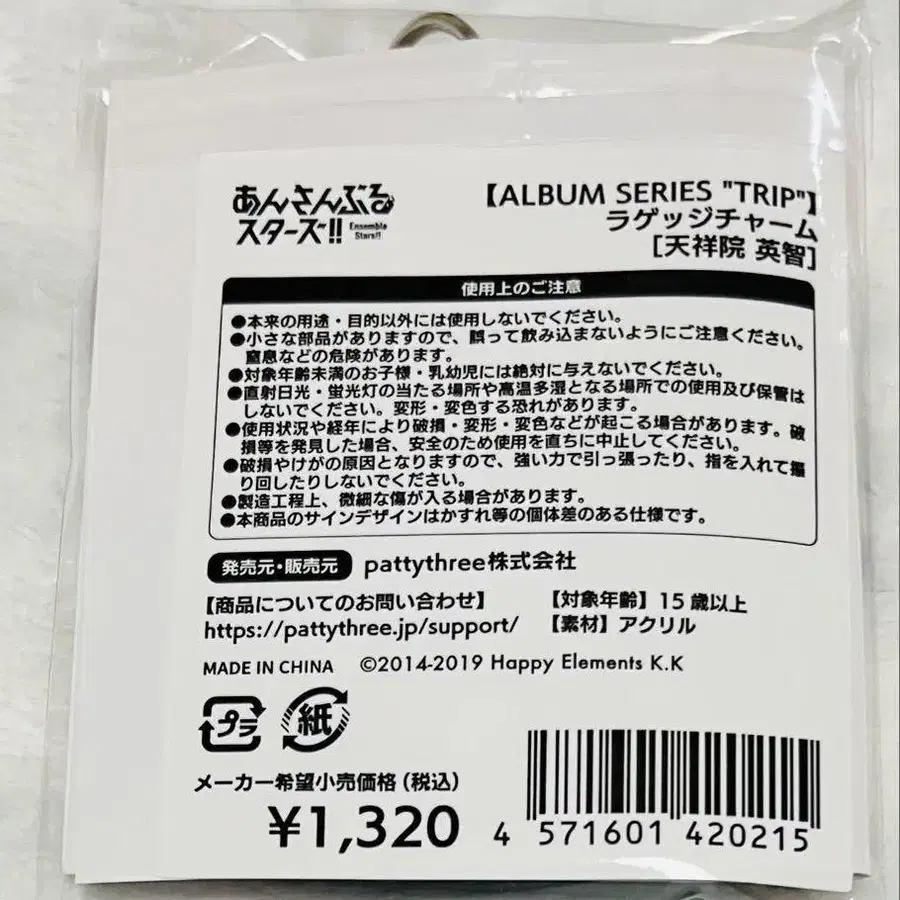 あんさんぶる
スターズ!!
Ensemble
Stars!!
【ALBUM SERIES "TRIP"】
ラゲッジチャーム
[天祥院 英智]
使用上のご注意
●本来の用途・目的以外には使用しないでください。
●小さな部品がありますので、誤って飲み込まないようにご注意ください。
窒息などの危険があります。
●対象年齢未満のお子様・乳幼児には絶対に与えないでください。
●直射日光・蛍光灯の当たる場所や高温多湿となる場所での使用及び保管は
しないでください。変形・変色する恐れがあります。
●使用状況や経年により破損・変形・変色などが起こる場合があります。破
損等を発見した場合、安全のため使用を直ちに中止してください。
●破損やけがの原因となりますので、強い力で引っ張ったり、指を入れて振
り回したりしないでください。
●製造工程上、微細な傷が入る場合があります。
●本商品のサインデザインはかすれ等の個体差のある仕様です。
発売元・販売元 pattythree株式会社
【商品についてのお問い合わせ】 【対象年齢】15歳以上
https://pattythree.jp/support/ 【素材】アクリル
MADE IN CHINA ©2014-2019 Happy Elements K.K
プラ 紙
メーカー希望小売価格(税込)
¥1,320
4 571601 420215